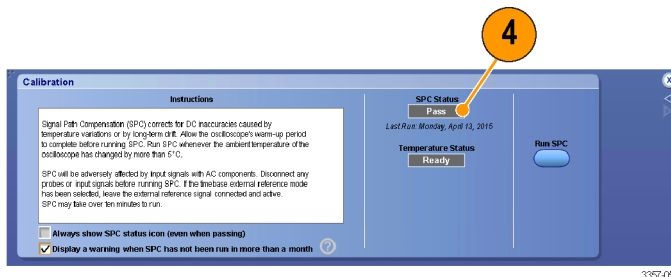 4
Calibration
Instructions
Signal Path Compensation (SPC) corrects for DC inaccuracies caused by
temperature variations or by long-term drift. Allow the oscilloscope's warm-up period
to complete before running SPC. Run SPC whenever the ambient temperature of the
oscilloscope has changed by more than 5°C.
SPC will be adversely affected by input signals with AC components. Disconnect any
probes or input signals before running SPC. If the timebase external reference mode
has been selected, leave the external reference signal connected and active.
SPC may take over ten minutes to run.
Always show SPC status icon (even when passing)
Display a warning when SPC has not been run in more than a month
?
SPC Status
Pass
Last Run: Monday, April 13, 2015
Temperature Status
Ready
Run SPC
X